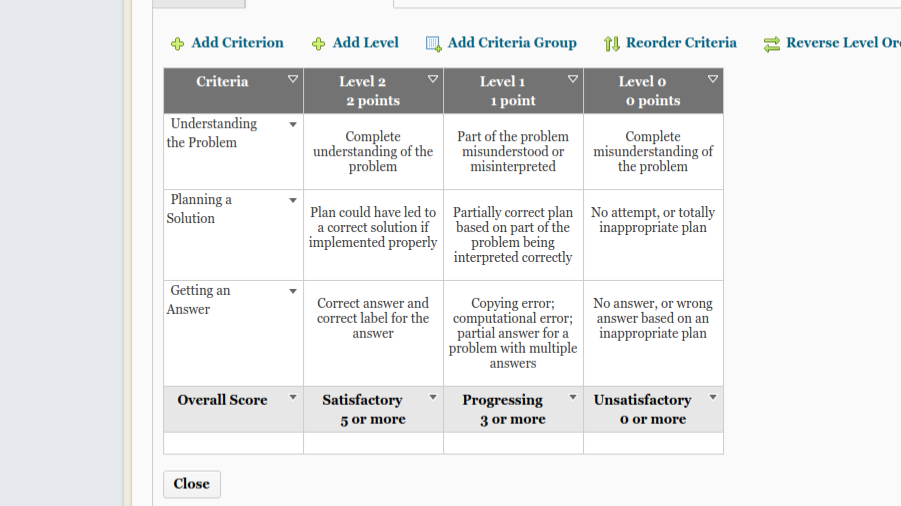 Add Criterion Add Level Add Criteria Group Reorder Criteria Reverse Level Or
Criteria Level 2 Level 1 Level 0
2 points 1 point 0 points
Understanding
the Problem
Complete
understanding of the
problem
Part of the problem
misunderstood or
misinterpreted
Complete
misunderstanding of
the problem
Planning a
Solution
Plan could have led to
a correct solution if
implemented properly
Partially correct plan
based on part of the
problem being
interpreted correctly
No attempt, or totally
inappropriate plan
Getting an
Answer
Correct answer and
correct label for the
answer
Copying error;
computational error;
partial answer for a
problem with multiple
answers
No answer, or wrong
answer based on an
inappropriate plan
Overall Score Satisfactory Progressing Unsatisfactory
5 or more 3 or more 0 or more
Close